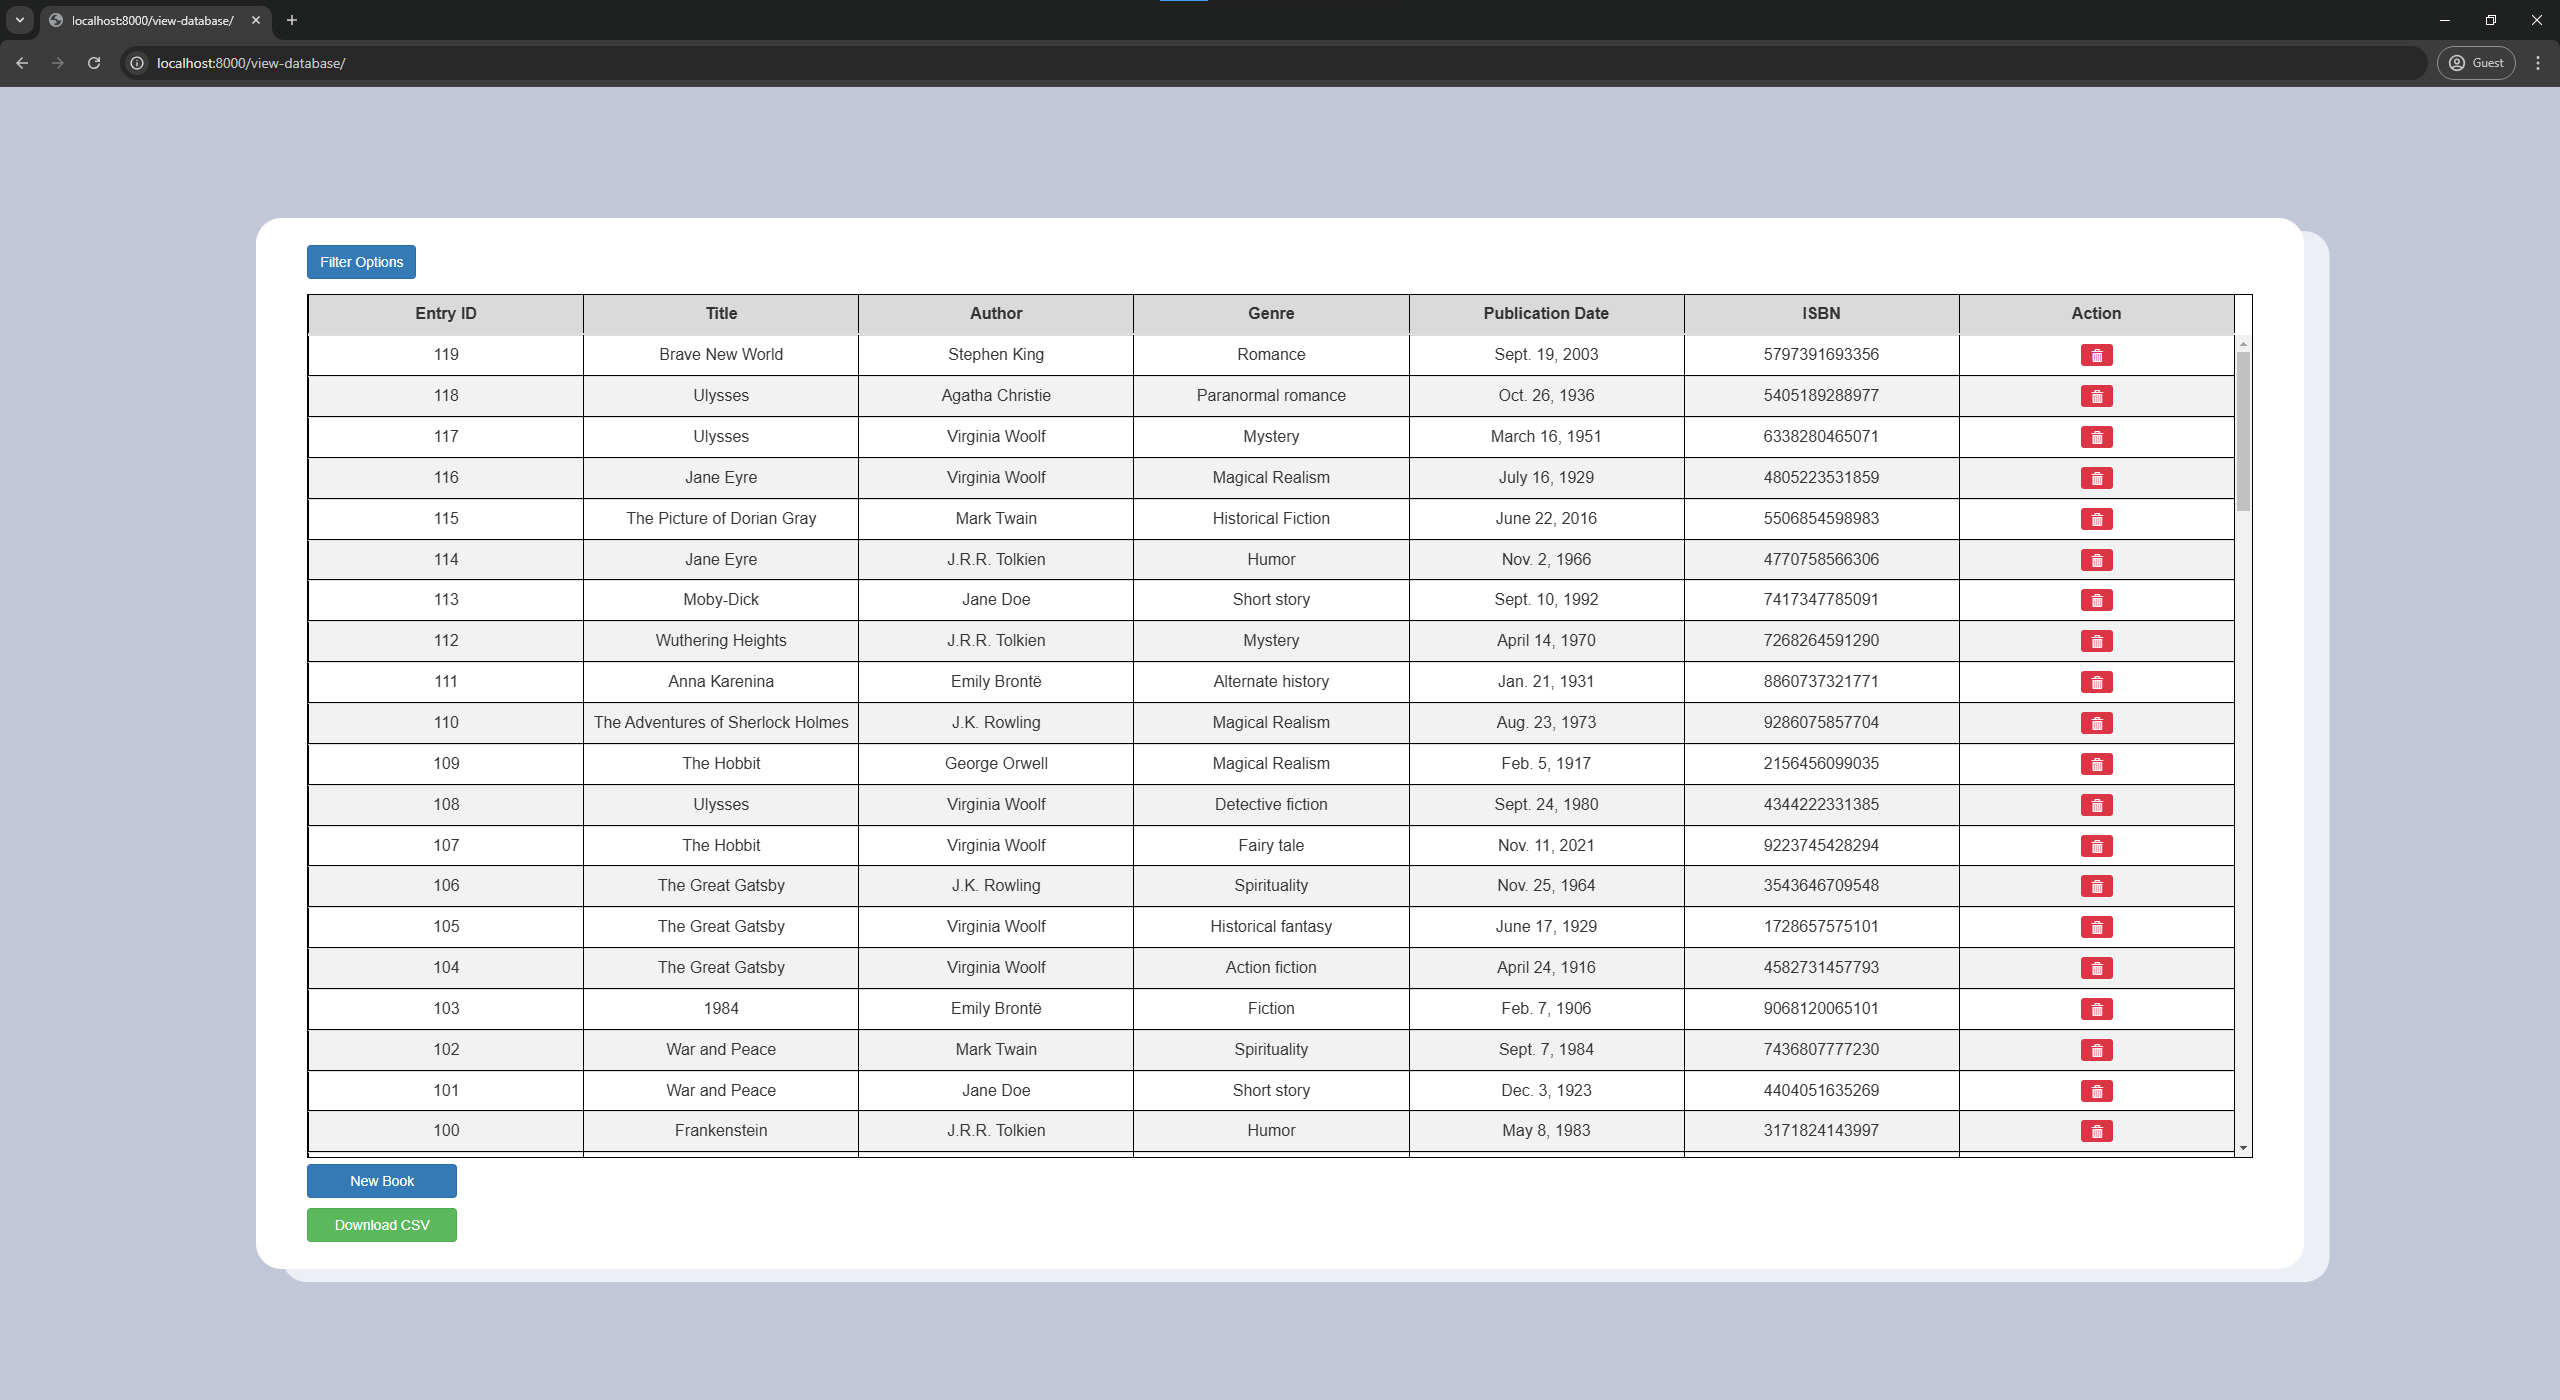 localhost:8000/view-database/
localhost:8000/view-database/
Guest
Filter Options
Entry ID Title Author Genre Publication Date ISBN Action
119 Brave New World Stephen King Romance Sept. 19, 2003 5797391693356
118 Ulysses Agatha Christie Paranormal romance Oct. 26, 1936 5405189288977
117 Ulysses Virginia Woolf Mystery March 16, 1951 6338280465071
116 Jane Eyre Virginia Woolf Magical Realism July 16, 1929 4805223531859
115 The Picture of Dorian Gray Mark Twain Historical Fiction June 22, 2016 5506854598983
114 Jane Eyre J.R.R. Tolkien Humor Nov. 2, 1966 4770758566306
113 Moby-Dick Jane Doe Short story Sept. 10, 1992 7417347785091
112 Wuthering Heights J.R.R. Tolkien Mystery April 14, 1970 7268264591290
111 Anna Karenina Emily Brontë Alternate history Jan. 21, 1931 8860737321771
110 The Adventures of Sherlock Holmes J.K. Rowling Magical Realism Aug. 23, 1973 9286075857704
109 The Hobbit George Orwell Magical Realism Feb. 5, 1917 2156456099035
108 Ulysses Virginia Woolf Detective fiction Sept. 24, 1980 4344222331385
107 The Hobbit Virginia Woolf Fairy tale Nov. 11, 2021 9223745428294
106 The Great Gatsby J.K. Rowling Spirituality Nov. 25, 1964 3543646709548
105 The Great Gatsby Virginia Woolf Historical fantasy June 17, 1929 1728657575101
104 The Great Gatsby Virginia Woolf Action fiction April 24, 1916 4582731457793
103 1984 Emily Brontë Fiction Feb. 7, 1906 9068120065101
102 War and Peace Mark Twain Spirituality Sept. 7, 1984 7436807777230
101 War and Peace Jane Doe Short story Dec. 3, 1923 4404051635269
100 Frankenstein J.R.R. Tolkien Humor May 8, 1983 3171824143997
New Book
Download CSV